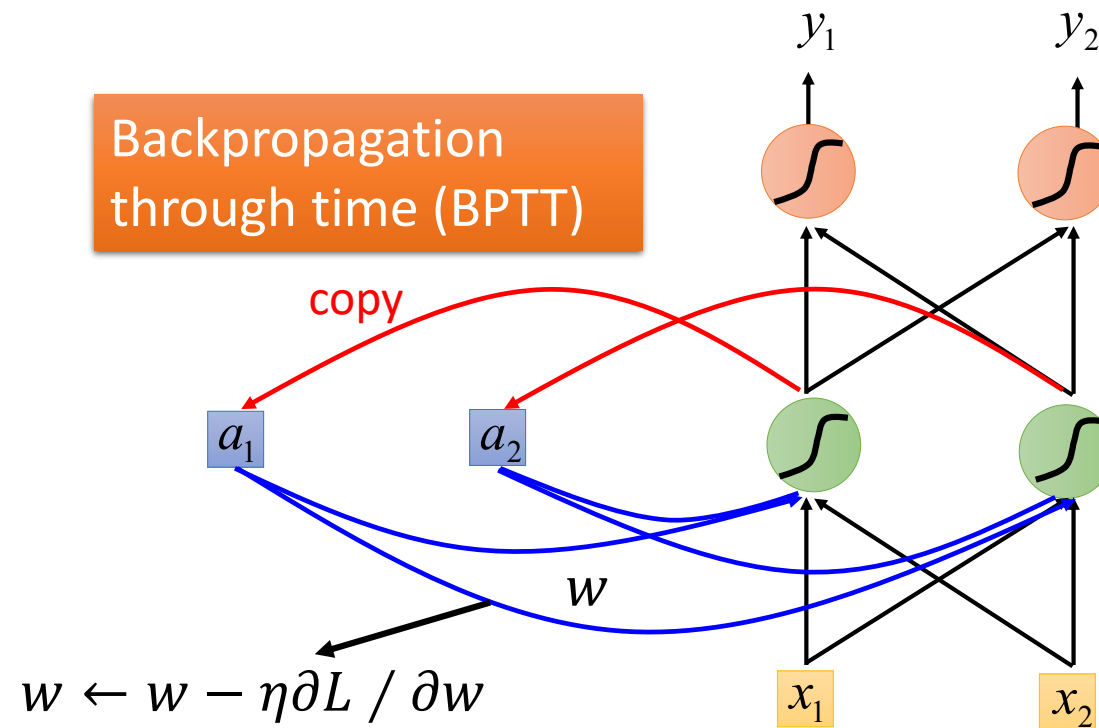 y₁ y₂
Backpropagation
through time (BPTT)
copy
a₁ a₂
w
w ← w − η∂L / ∂w
x₁ x₂